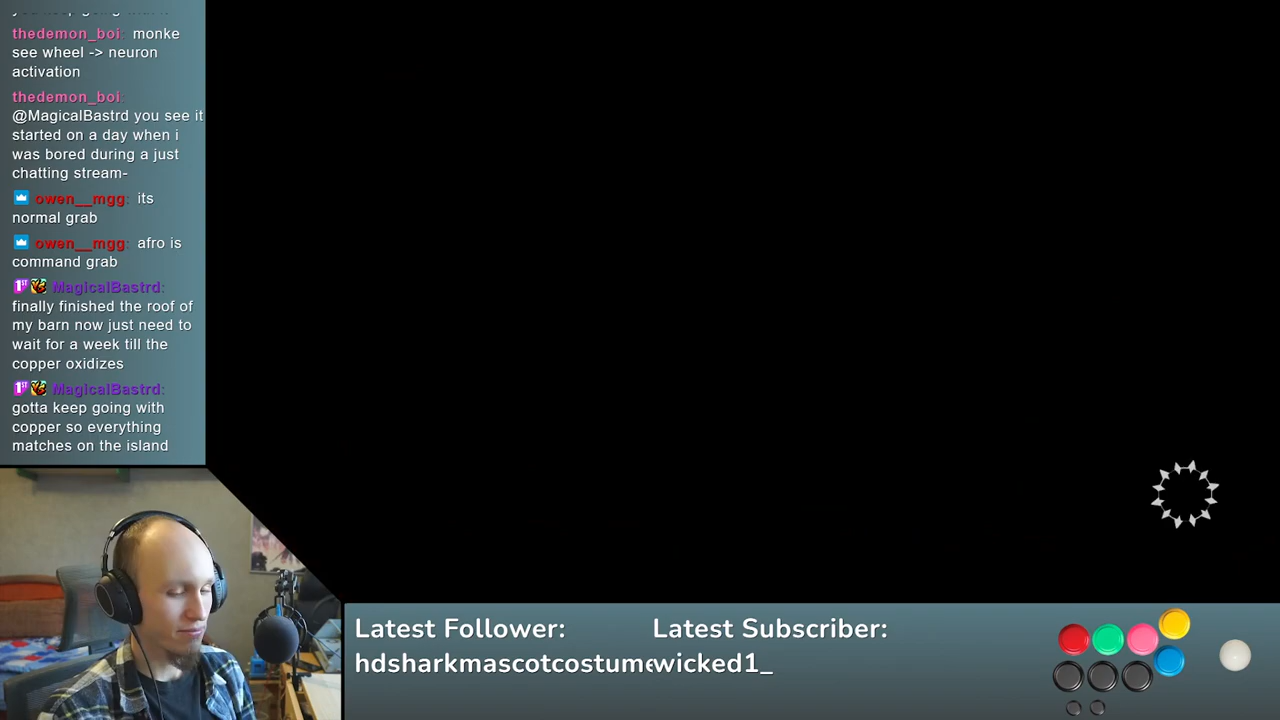 thedemon_boi: monke
see wheel -> neuron
activation
thedemon_boi:
@MagicalBastrd you see it
started on a day when i
was bored during a just
chatting stream-
owen__mgg: its
normal grab
owen__mgg: afro is
command grab
1ST MagicalBastrd:
finally finished the roof of
my barn now just need to
wait for a week till the
copper oxidizes
1ST MagicalBastrd:
gotta keep going with
copper so everything
matches on the island
Latest Follower:
hdsharkmascotcostume
Latest Subscriber:
wicked1_